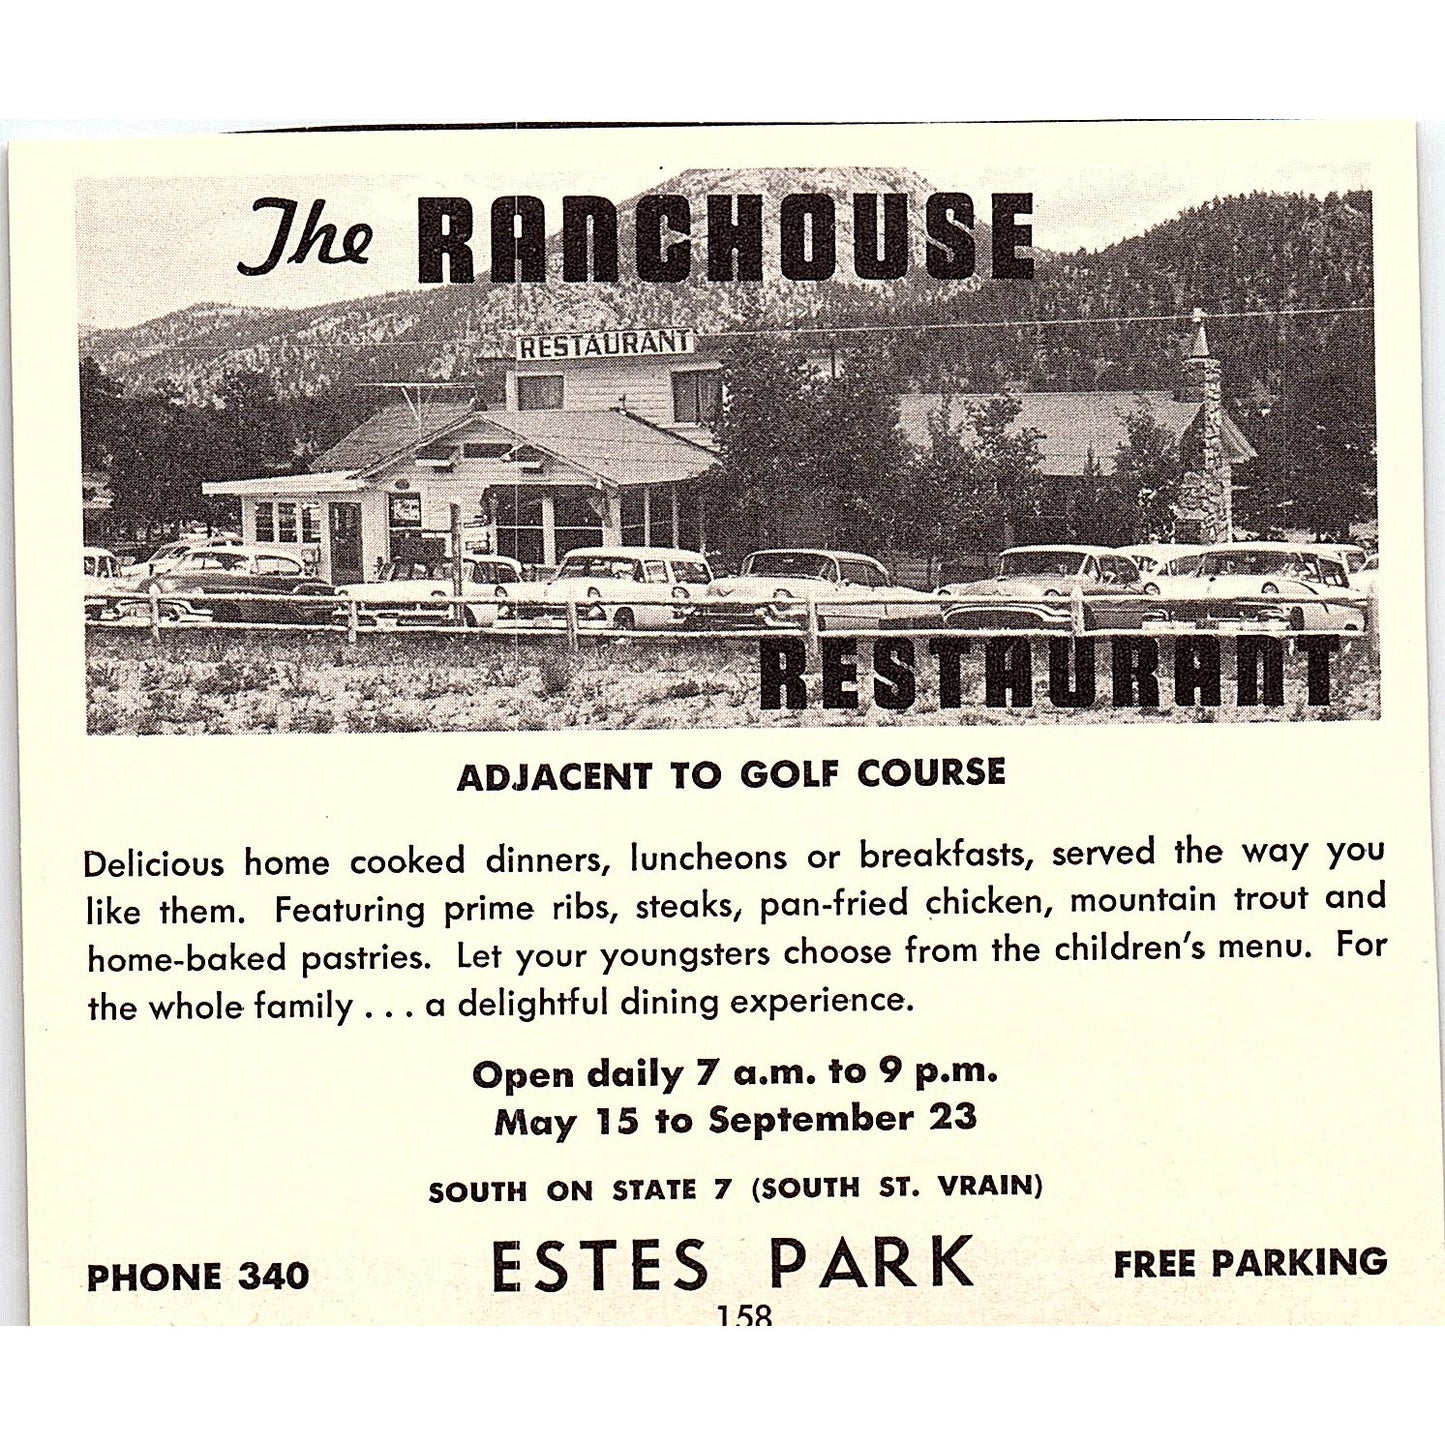 The RANCHOUSE
RESTAURANT
RESTAURANT
ADJACENT TO GOLF COURSE
Delicious home cooked dinners, luncheons or breakfasts, served the way you
like them. Featuring prime ribs, steaks, pan-fried chicken, mountain trout and
home-baked pastries. Let your youngsters choose from the children's menu. For
the whole family . . . a delightful dining experience.
Open daily 7 a.m. to 9 p.m.
May 15 to September 23
SOUTH ON STATE 7 (SOUTH ST. VRAIN)
PHONE 340 ESTES PARK FREE PARKING
158